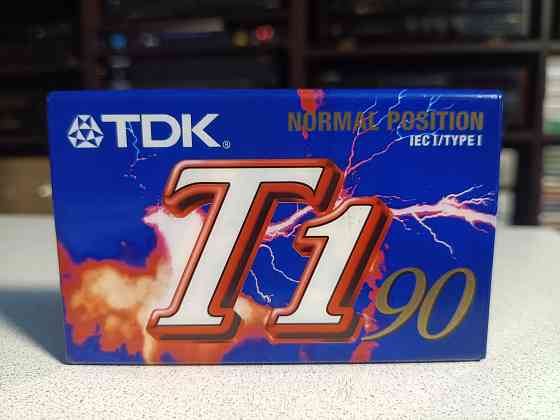 TDK®
NORMAL POSITION
IEC I/TYPE I
T1
90